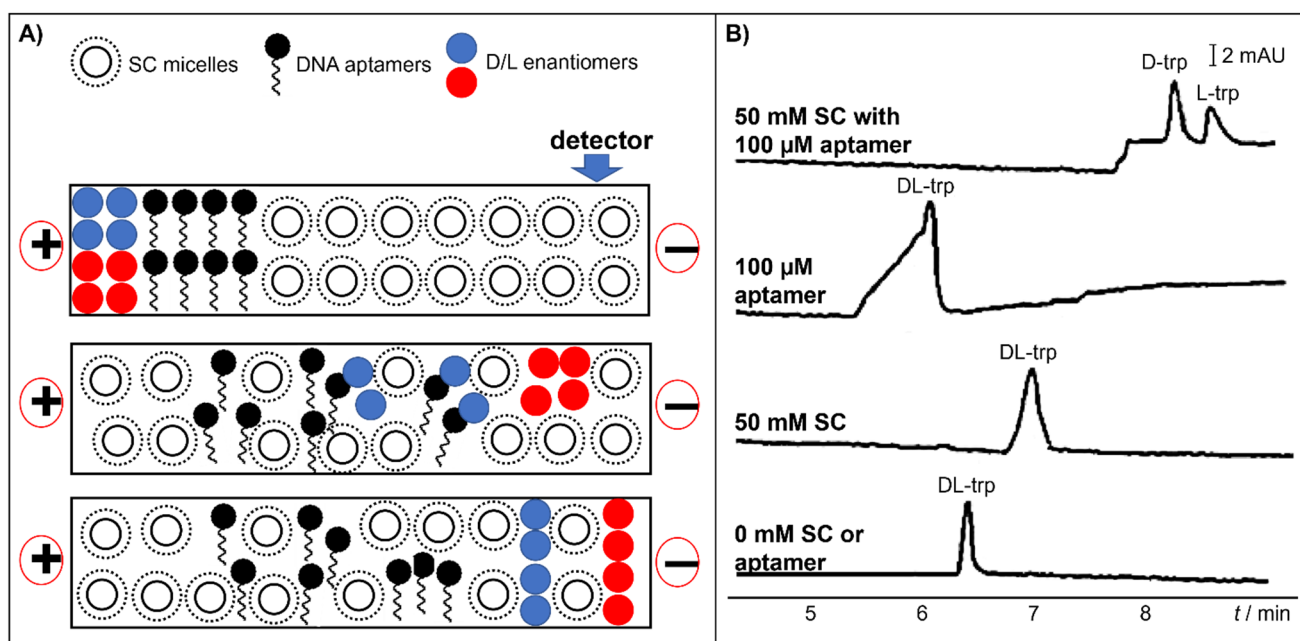 A)
SC micelles
DNA aptamers
D/L enantiomers
detector
+
−
+
−
+
−
B)
D-trp
2 mAU
L-trp
50 mM SC with
100 µM aptamer
DL-trp
100 µM
aptamer
DL-trp
50 mM SC
DL-trp
0 mM SC or
aptamer
5 6 7 8 t / min